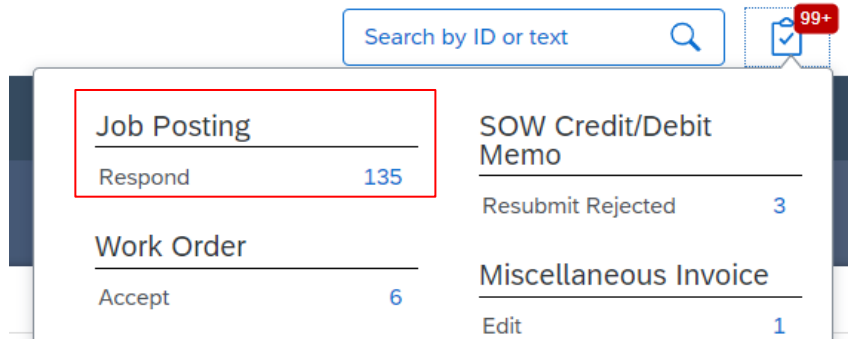 Search by ID or text
99+
Job Posting
Respond 135
Work Order
Accept 6
SOW Credit/Debit
Memo
Resubmit Rejected 3
Miscellaneous Invoice
Edit 1